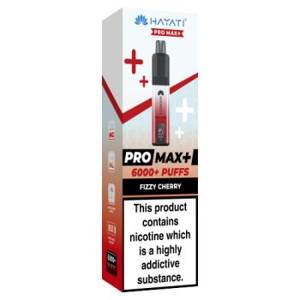 HAYATI
PRO MAX+
PRO MAX+
6000+ PUFFS
FIZZY CHERRY
This product
contains
nicotine which
is a highly
addictive
substance.